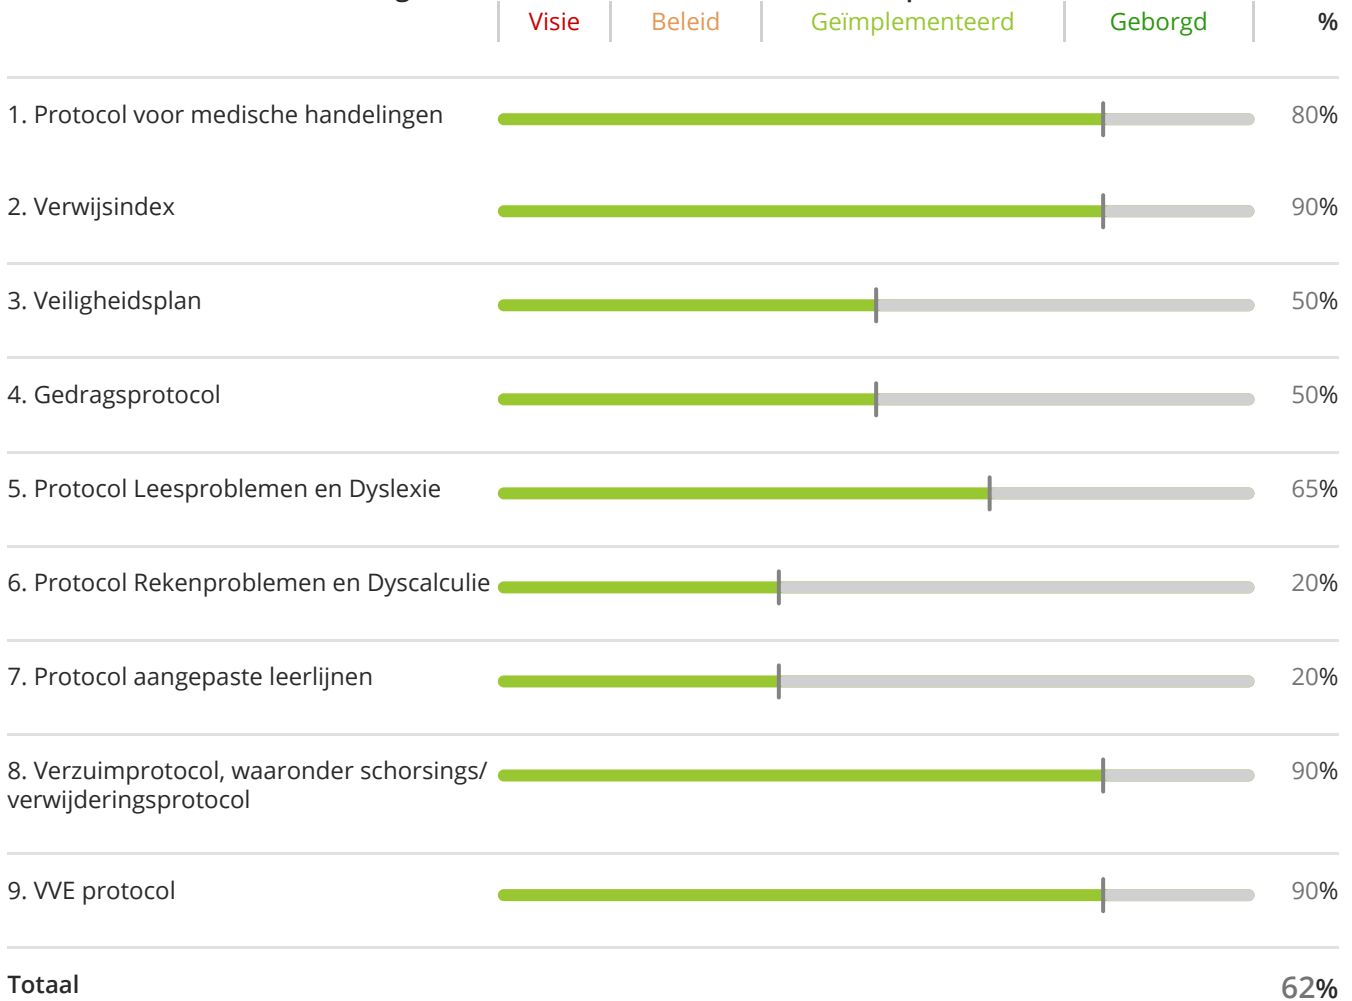 Visie Beleid Geïmplementeerd Geborgd %
1. Protocol voor medische handelingen 80%
2. Verwijsindex 90%
3. Veiligheidsplan 50%
4. Gedragsprotocol 50%
5. Protocol Leesproblemen en Dyslexie 65%
6. Protocol Rekenproblemen en Dyscalculie 20%
7. Protocol aangepaste leerlijnen 20%
8. Verzuimprotocol, waaronder schorsings/ 90%
verwijderingsprotocol
9. VVE protocol 90%
Totaal 62%